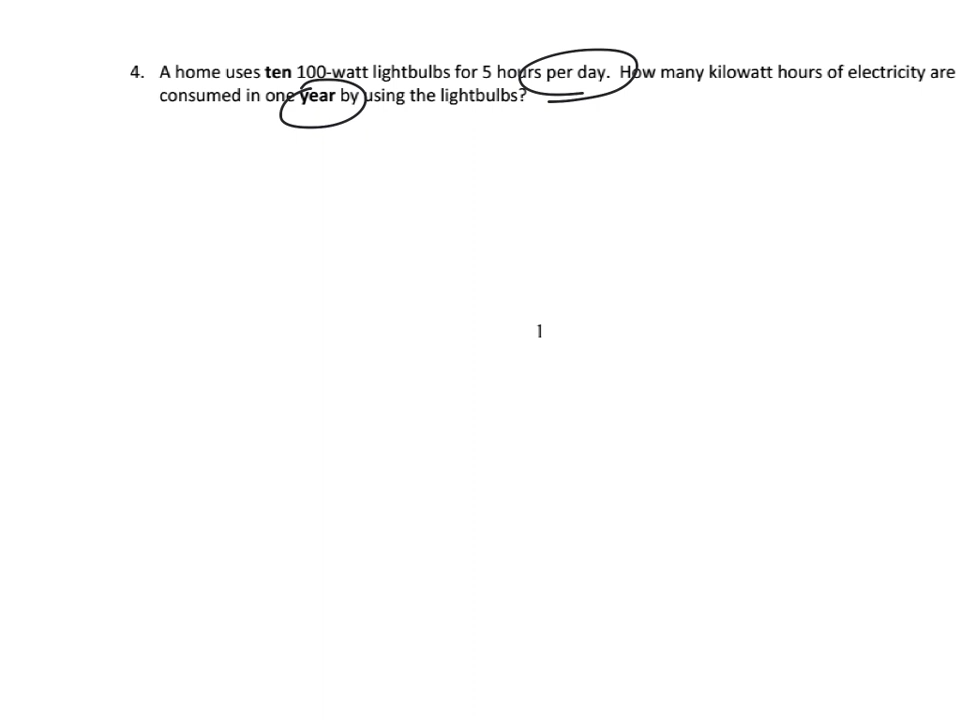 4. A home uses ten 100-watt lightbulbs for 5 hours per day. How many kilowatt hours of electricity are
consumed in one year by using the lightbulbs?
1